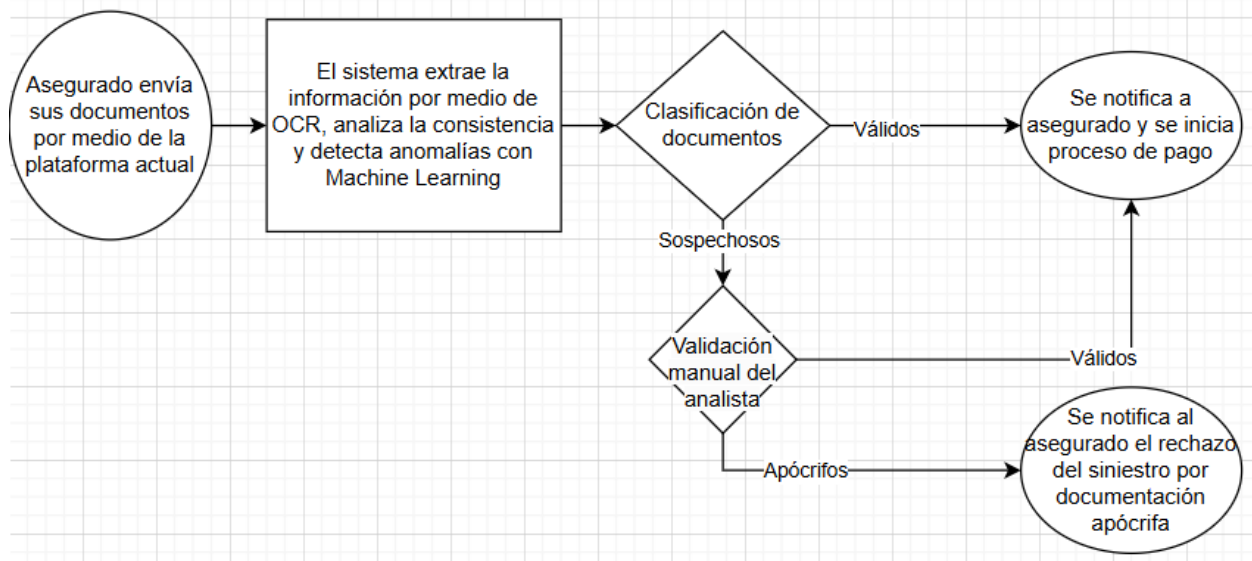 Asegurado envía
sus documentos
por medio de la
plataforma actual
El sistema extrae la
información por medio de
OCR, analiza la consistencia
y detecta anomalías con
Machine Learning
Clasificación de
documentos
Válidos
Se notifica a
asegurado y se inicia
proceso de pago
Sospechosos
Validación
manual del
analista
Válidos
Apócrifos
Se notifica al
asegurado el rechazo
del siniestro por
documentación
apócrifa